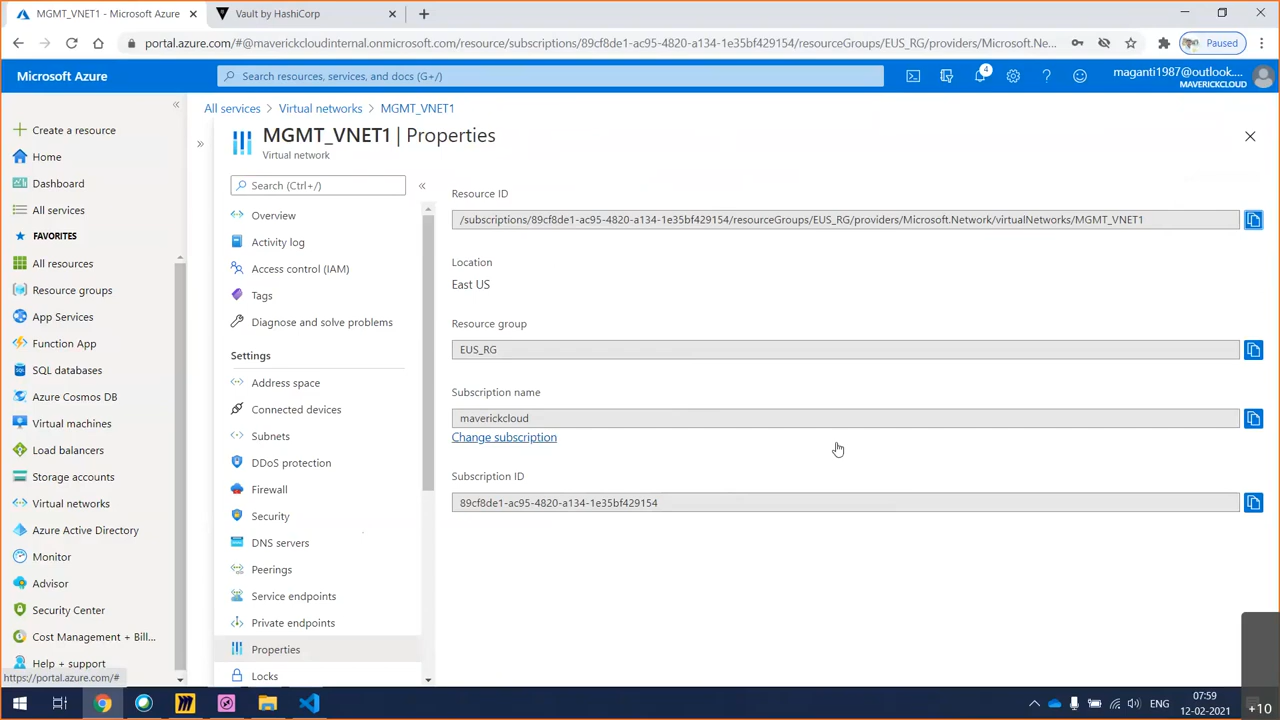 MGMT_VNET1 - Microsoft Azure
Vault by HashiCorp
portal.azure.com/#@maverickcloudinternal.onmicrosoft.com/resource/subscriptions/89cf8de1-ac95-4820-a134-1e35bf429154/resourceGroups/EUS_RG/providers/Microsoft.Ne...
Paused
Microsoft Azure
Search resources, services, and docs (G+/)
4
maganti1987@outlook....
MAVERICKCLOUD
All services > Virtual networks > MGMT_VNET1
MGMT_VNET1 | Properties
Virtual network
Create a resource
Home
Dashboard
All services
FAVORITES
All resources
Resource groups
App Services
Function App
SQL databases
Azure Cosmos DB
Virtual machines
Load balancers
Storage accounts
Virtual networks
Azure Active Directory
Monitor
Advisor
Security Center
Cost Management + Bill...
Help + support
https://portal.azure.com/#
Search (Ctrl+/)
Overview
Activity log
Access control (IAM)
Tags
Diagnose and solve problems
Settings
Address space
Connected devices
Subnets
DDoS protection
Firewall
Security
DNS servers
Peerings
Service endpoints
Private endpoints
Properties
Locks
Resource ID
/subscriptions/89cf8de1-ac95-4820-a134-1e35bf429154/resourceGroups/EUS_RG/providers/Microsoft.Network/virtualNetworks/MGMT_VNET1
Location
East US
Resource group
EUS_RG
Subscription name
maverickcloud
Change subscription
Subscription ID
89cf8de1-ac95-4820-a134-1e35bf429154
ENG
07:59
12-02-2021
+10